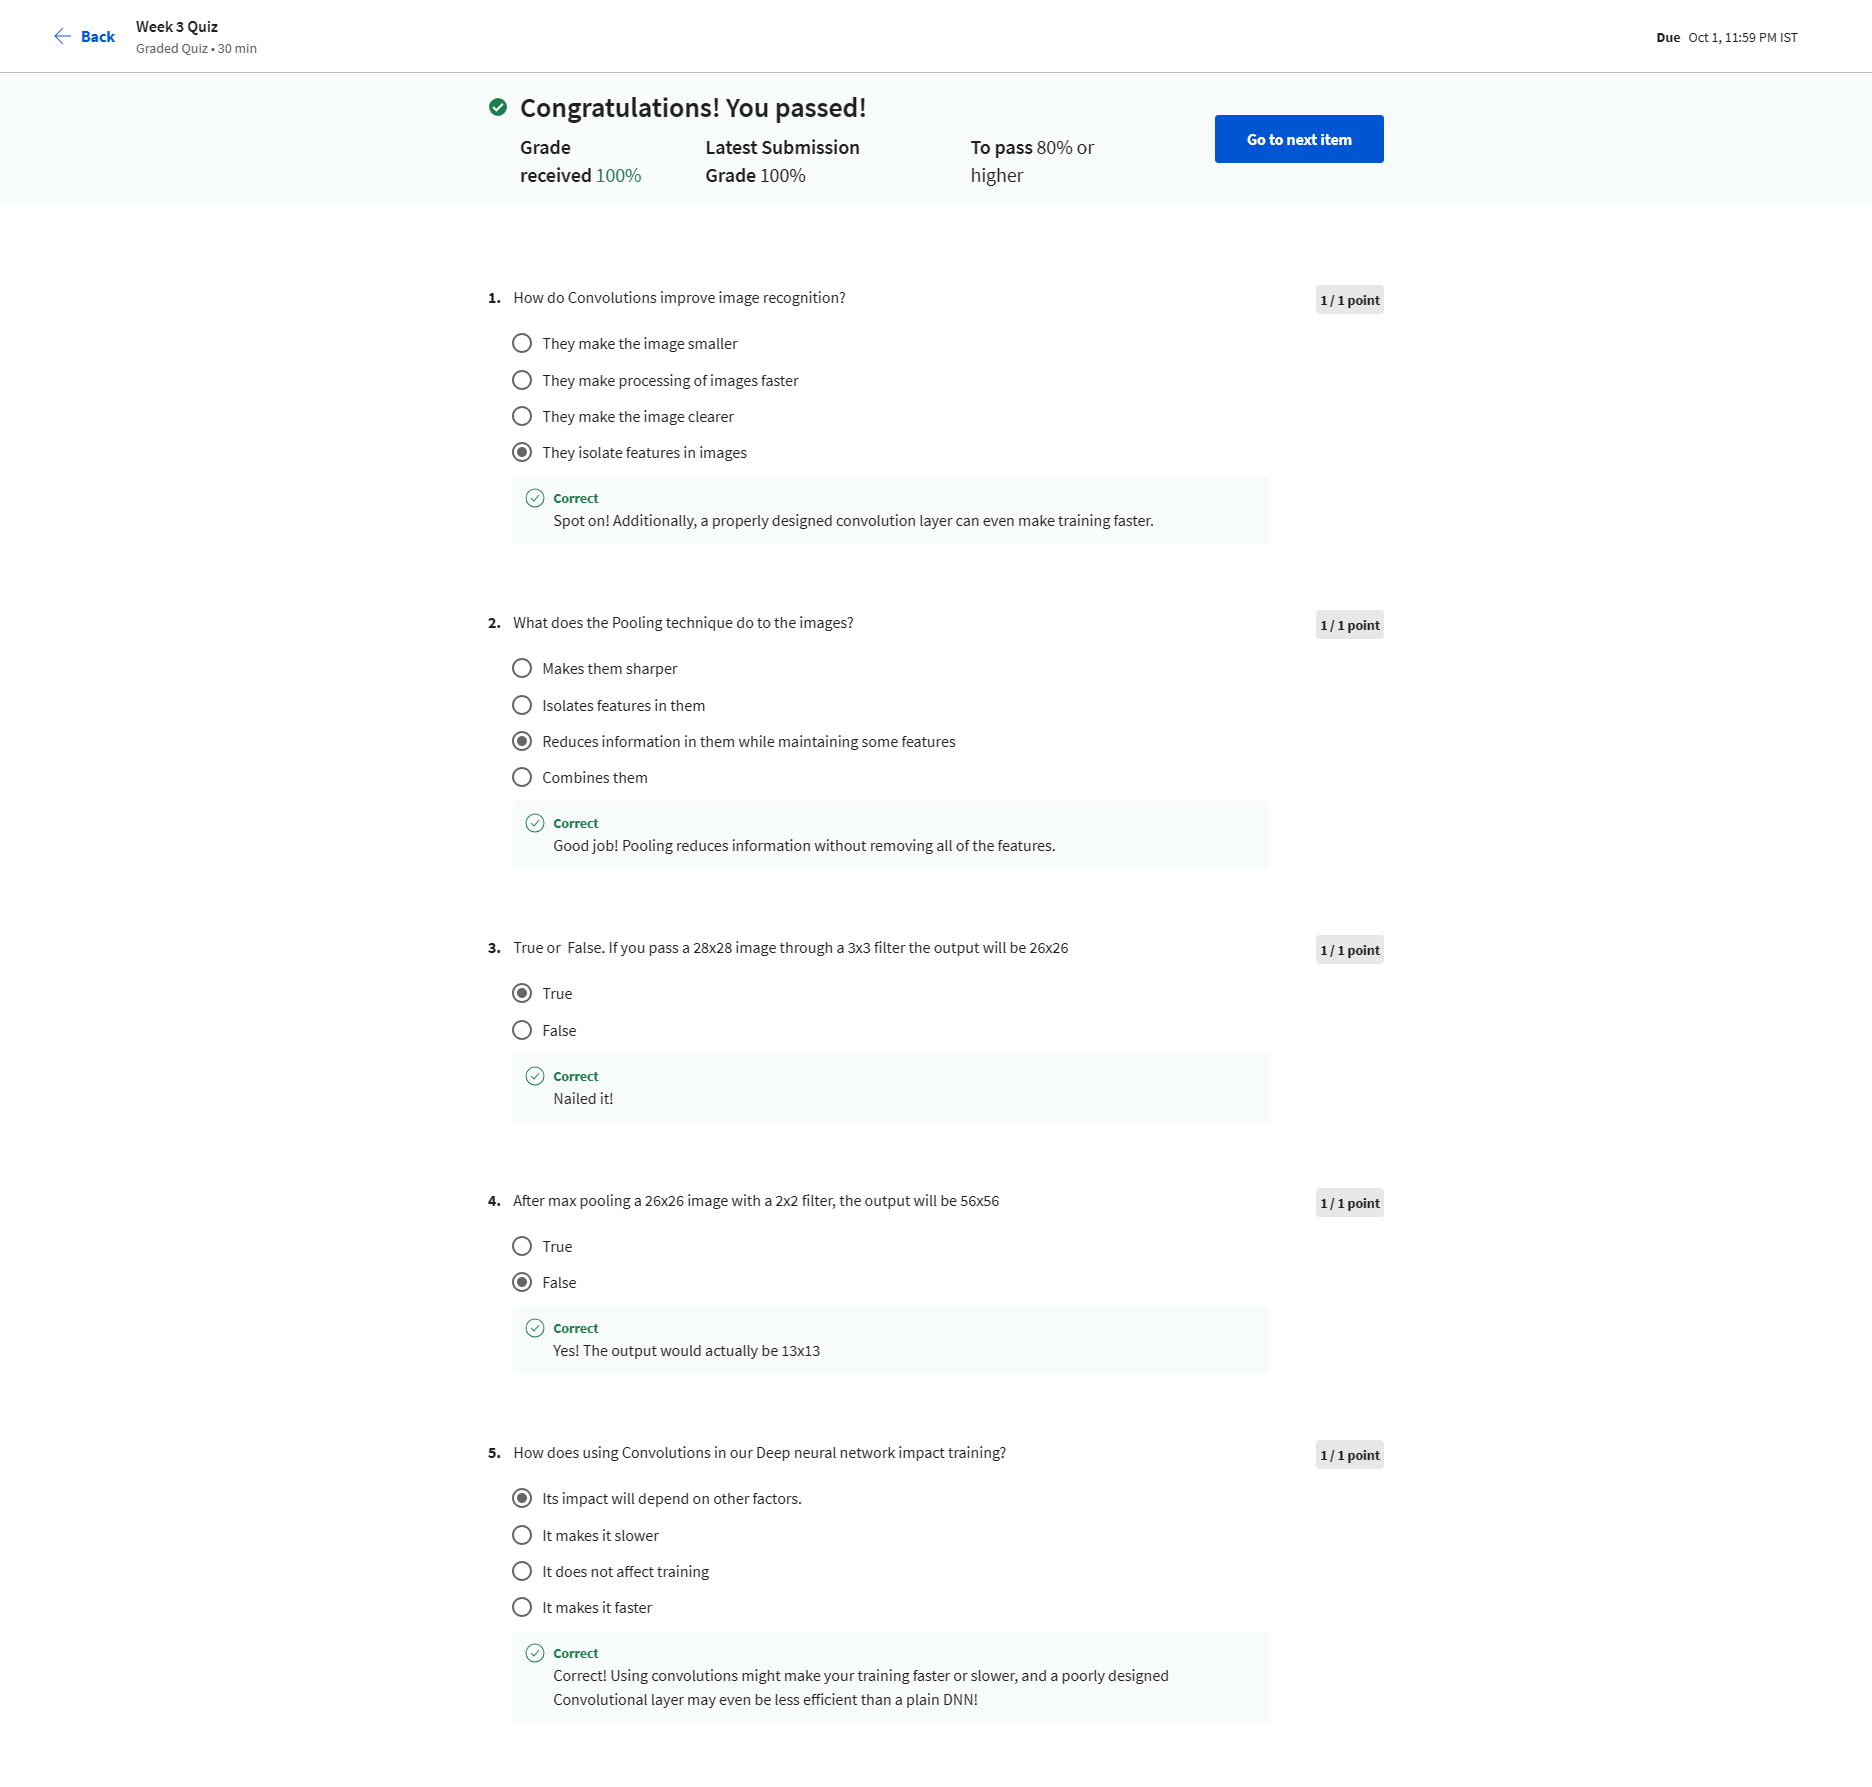 Back
Week 3 Quiz
Graded Quiz • 30 min
Due Oct 1, 11:59 PM IST
Congratulations! You passed!
Grade received 100%
Latest Submission Grade 100%
To pass 80% or higher
Go to next item
1. How do Convolutions improve image recognition?
1 / 1 point
They make the image smaller
They make processing of images faster
They make the image clearer
They isolate features in images
Correct
Spot on! Additionally, a properly designed convolution layer can even make training faster.
2. What does the Pooling technique do to the images?
1 / 1 point
Makes them sharper
Isolates features in them
Reduces information in them while maintaining some features
Combines them
Correct
Good job! Pooling reduces information without removing all of the features.
3. True or False. If you pass a 28x28 image through a 3x3 filter the output will be 26x26
1 / 1 point
True
False
Correct
Nailed it!
4. After max pooling a 26x26 image with a 2x2 filter, the output will be 56x56
1 / 1 point
True
False
Correct
Yes! The output would actually be 13x13
5. How does using Convolutions in our Deep neural network impact training?
1 / 1 point
Its impact will depend on other factors.
It makes it slower
It does not affect training
It makes it faster
Correct
Correct! Using convolutions might make your training faster or slower, and a poorly designed
Convolutional layer may even be less efficient than a plain DNN!